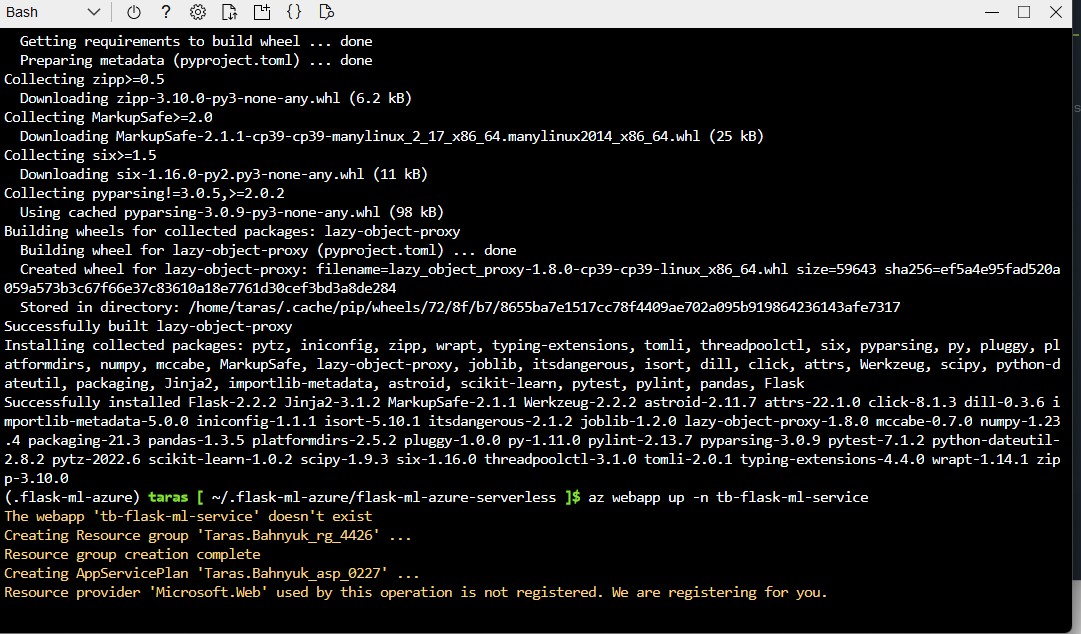 Bash
Getting requirements to build wheel ... done
Preparing metadata (pyproject.toml) ... done
Collecting zipp>=0.5
Downloading zipp-3.10.0-py3-none-any.whl (6.2 kB)
Collecting MarkupSafe>=2.0
Downloading MarkupSafe-2.1.1-cp39-cp39-manylinux_2_17_x86_64.manylinux2014_x86_64.whl (25 kB)
Collecting six>=1.5
Downloading six-1.16.0-py2.py3-none-any.whl (11 kB)
Collecting pyparsing!=3.0.5,>=2.0.2
Using cached pyparsing-3.0.9-py3-none-any.whl (98 kB)
Building wheels for collected packages: lazy-object-proxy
Building wheel for lazy-object-proxy (pyproject.toml) ... done
Created wheel for lazy-object-proxy: filename=lazy_object_proxy-1.8.0-cp39-cp39-linux_x86_64.whl size=59643 sha256=ef5a4e95fad520a
059a573b3c67f66e37c83610a18e7761d30cef3bd3a8de284
Stored in directory: /home/taras/.cache/pip/wheels/72/8f/b7/8655ba7e1517cc78f4409ae702a095b919864236143afe7317
Successfully built lazy-object-proxy
Installing collected packages: pytz, iniconfig, zipp, wrapt, typing-extensions, tomli, threadpoolctl, six, pyparsing, py, pluggy, pl
atformdirs, numpy, mccabe, MarkupSafe, lazy-object-proxy, joblib, itsdangerous, isort, dill, click, attrs, Werkzeug, scipy, python-d
ateutil, packaging, Jinja2, importlib-metadata, astroid, scikit-learn, pytest, pylint, pandas, Flask
Successfully installed Flask-2.2.2 Jinja2-3.1.2 MarkupSafe-2.1.1 Werkzeug-2.2.2 astroid-2.11.7 attrs-22.1.0 click-8.1.3 dill-0.3.6 i
mportlib-metadata-5.0.0 iniconfig-1.1.1 isort-5.10.1 itsdangerous-2.1.2 joblib-1.2.0 lazy-object-proxy-1.8.0 mccabe-0.7.0 numpy-1.23
.4 packaging-21.3 pandas-1.3.5 platformdirs-2.5.2 pluggy-1.0.0 py-1.11.0 pylint-2.13.7 pyparsing-3.0.9 pytest-7.1.2 python-dateutil-
2.8.2 pytz-2022.6 scikit-learn-1.0.2 scipy-1.9.3 six-1.16.0 threadpoolctl-3.1.0 tomli-2.0.1 typing-extensions-4.4.0 wrapt-1.14.1 zip
p-3.10.0
(.flask-ml-azure) taras [ ~/.flask-ml-azure/flask-ml-azure-serverless ]$ az webapp up -n tb-flask-ml-service
The webapp 'tb-flask-ml-service' doesn't exist
Creating Resource group 'Taras.Bahnyuk_rg_4426' ...
Resource group creation complete
Creating AppServicePlan 'Taras.Bahnyuk_asp_0227' ...
Resource provider 'Microsoft.Web' used by this operation is not registered. We are registering for you.